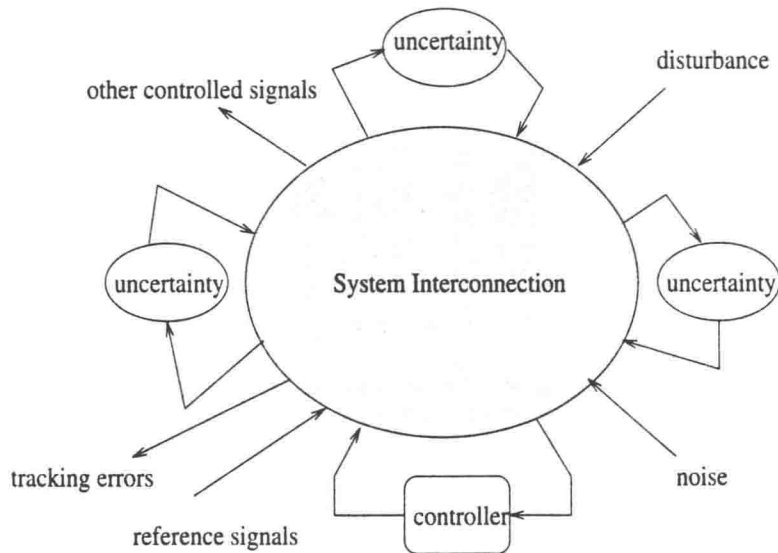 uncertainty
disturbance
other controlled signals
uncertainty
System Interconnection
uncertainty
tracking errors
noise
controller
reference signals